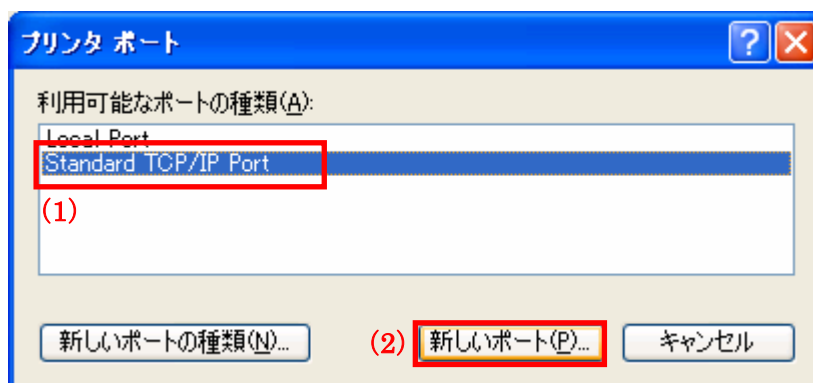 プリンタ ポート
利用可能なポートの種類(A):
Local Port
Standard TCP/IP Port
(1)
新しいポートの種類(N)...
(2)
新しいポート(P)...
キャンセル